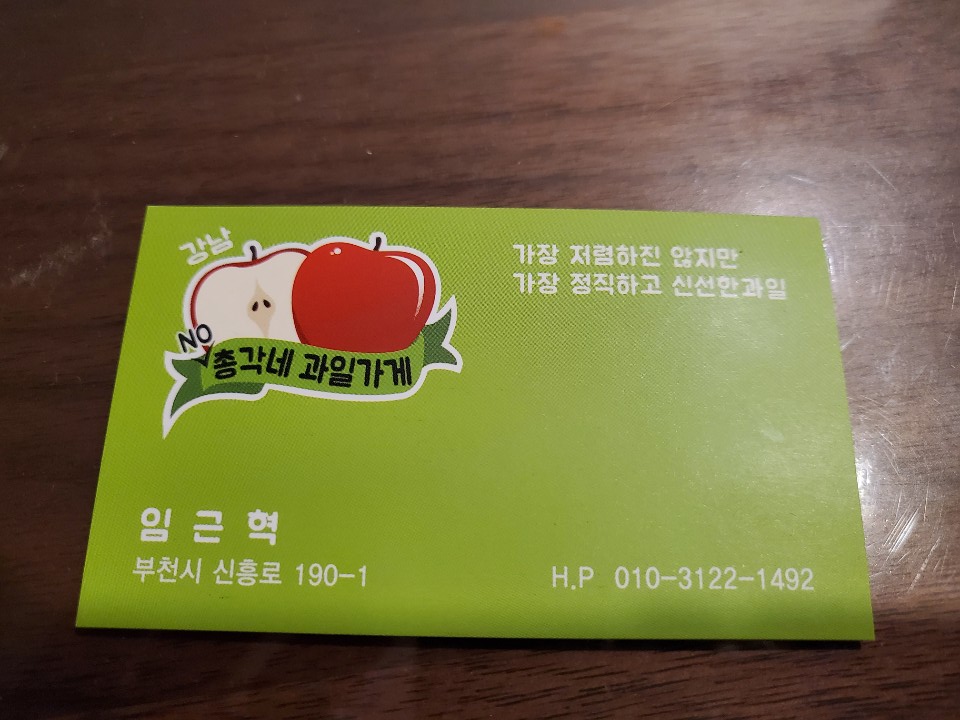 강남
NO
총각네 과일가게
가장 저렴하진 않지만
가장 정직하고 신선한과일
임근혁
부천시 신흥로 190-1
H.P 010-3122-1492